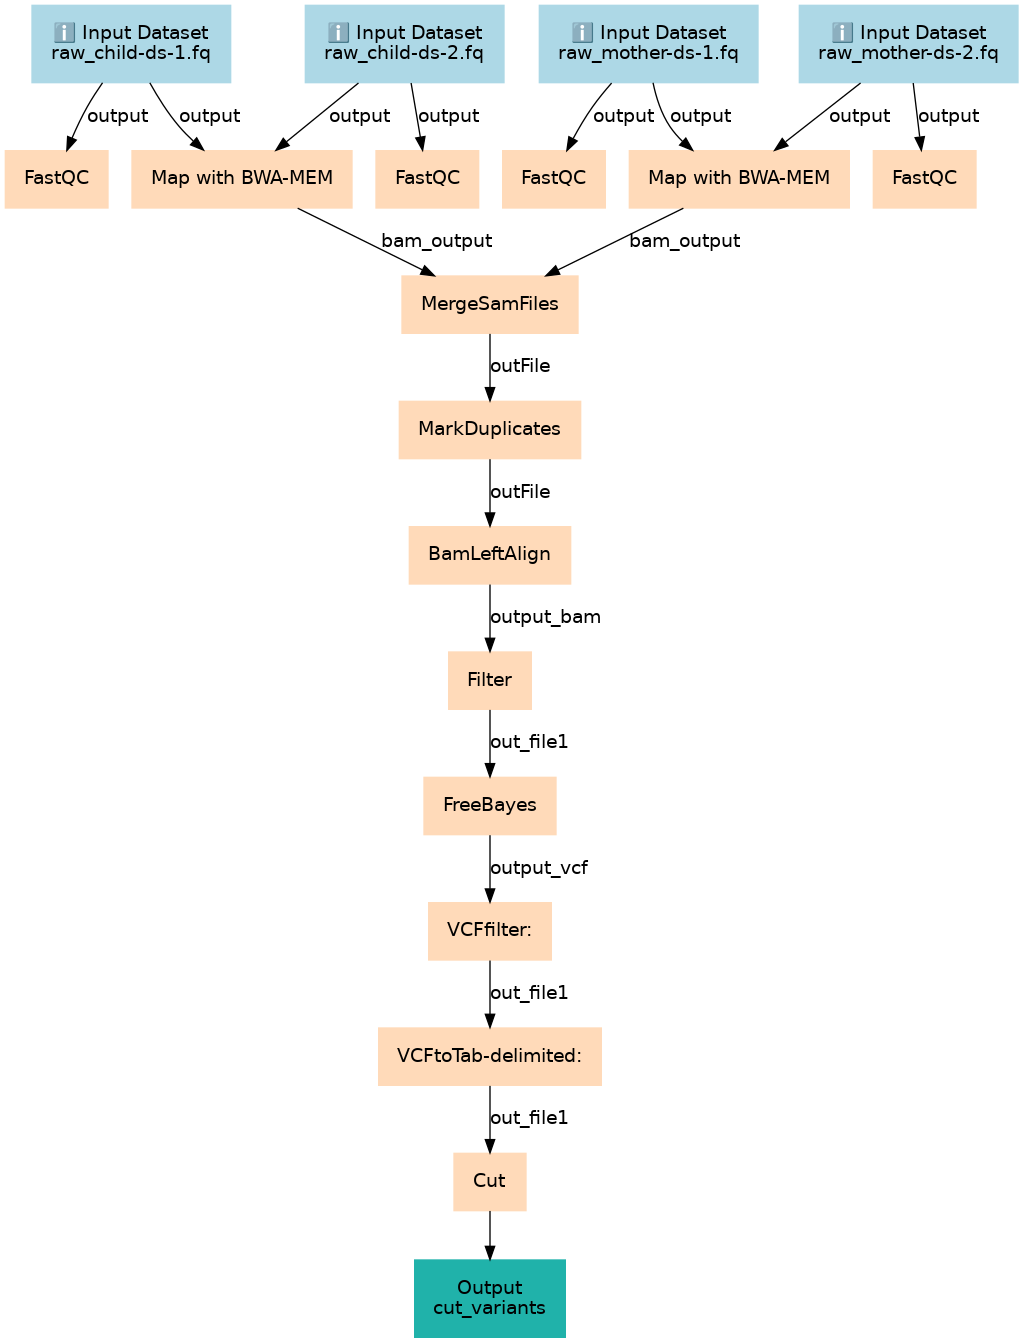 ℹ️ Input Dataset
raw_child-ds-1.fq
ℹ️ Input Dataset
raw_child-ds-2.fq
ℹ️ Input Dataset
raw_mother-ds-1.fq
ℹ️ Input Dataset
raw_mother-ds-2.fq
output
output
output
output
output
output
output
output
FastQC
Map with BWA-MEM
FastQC
FastQC
Map with BWA-MEM
FastQC
bam_output
bam_output
MergeSamFiles
outFile
MarkDuplicates
outFile
BamLeftAlign
output_bam
Filter
out_file1
FreeBayes
output_vcf
VCFfilter:
out_file1
VCFtoTab-delimited:
out_file1
Cut
Output
cut_variants